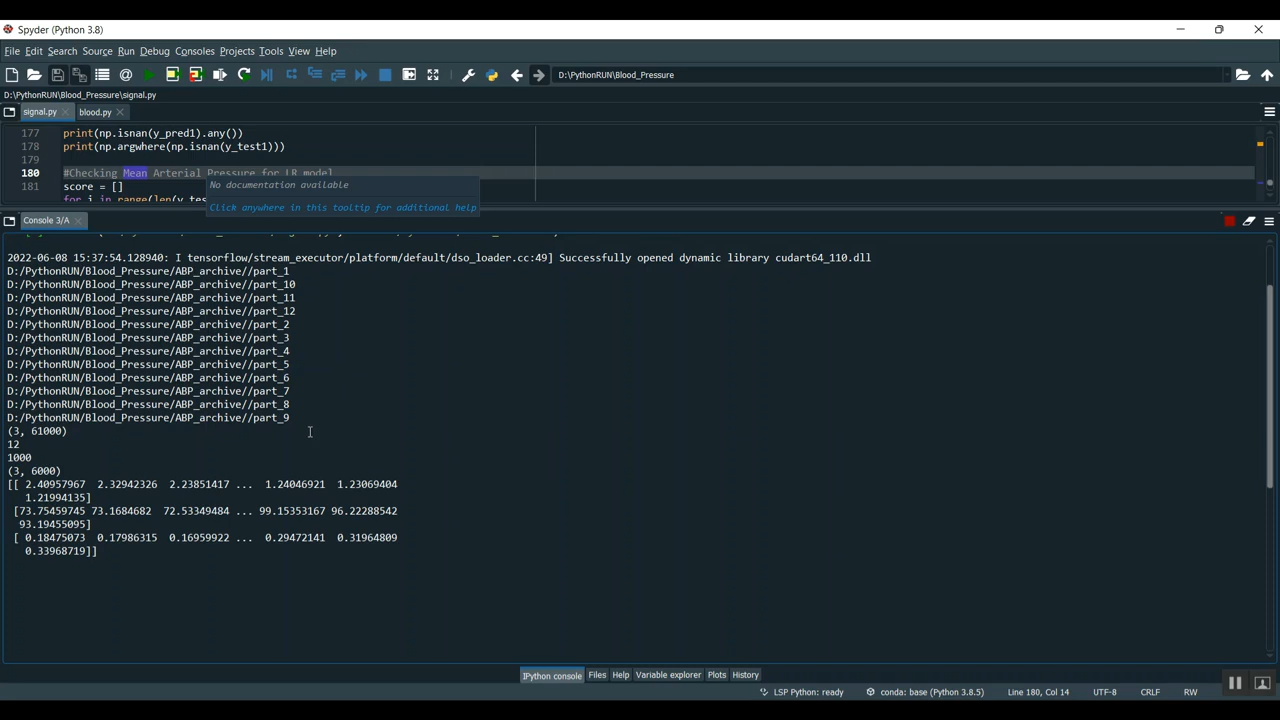 Spyder (Python 3.8)
File Edit Search Source Run Debug Consoles Projects Tools View Help
D:\PythonRUN\Blood_Pressure
D:\PythonRUN\Blood_Pressure\signal.py
signal.py blood.py
177 print(np.isnan(y_pred1).any())
178 print(np.argwhere(np.isnan(y_test1)))
179
180 #Checking Mean Arterial Pressure for LR model
181 score = []
for i in range(len(y_tes
No documentation available
Click anywhere in this tooltip for additional help
Console 3/A
2022-06-08 15:37:54.128940: I tensorflow/stream_executor/platform/default/dso_loader.cc:49] Successfully opened dynamic library cudart64_110.dll
D:/PythonRUN/Blood_Pressure/ABP_archive//part_1
D:/PythonRUN/Blood_Pressure/ABP_archive//part_10
D:/PythonRUN/Blood_Pressure/ABP_archive//part_11
D:/PythonRUN/Blood_Pressure/ABP_archive//part_12
D:/PythonRUN/Blood_Pressure/ABP_archive//part_2
D:/PythonRUN/Blood_Pressure/ABP_archive//part_3
D:/PythonRUN/Blood_Pressure/ABP_archive//part_4
D:/PythonRUN/Blood_Pressure/ABP_archive//part_5
D:/PythonRUN/Blood_Pressure/ABP_archive//part_6
D:/PythonRUN/Blood_Pressure/ABP_archive//part_7
D:/PythonRUN/Blood_Pressure/ABP_archive//part_8
D:/PythonRUN/Blood_Pressure/ABP_archive//part_9
(3, 61000)
12
1000
(3, 6000)
[[ 2.40957967 2.32942326 2.23851417 ... 1.24046921 1.23069404
1.21994135]
[73.75459745 73.1684682 72.53349484 ... 99.15353167 96.22288542
93.19455095]
[ 0.18475073 0.17986315 0.16959922 ... 0.29472141 0.31964809
0.33968719]]
IPython console Files Help Variable explorer Plots History
LSP Python: ready conda: base (Python 3.8.5) Line 180, Col 14 UTF-8 CRLF RW